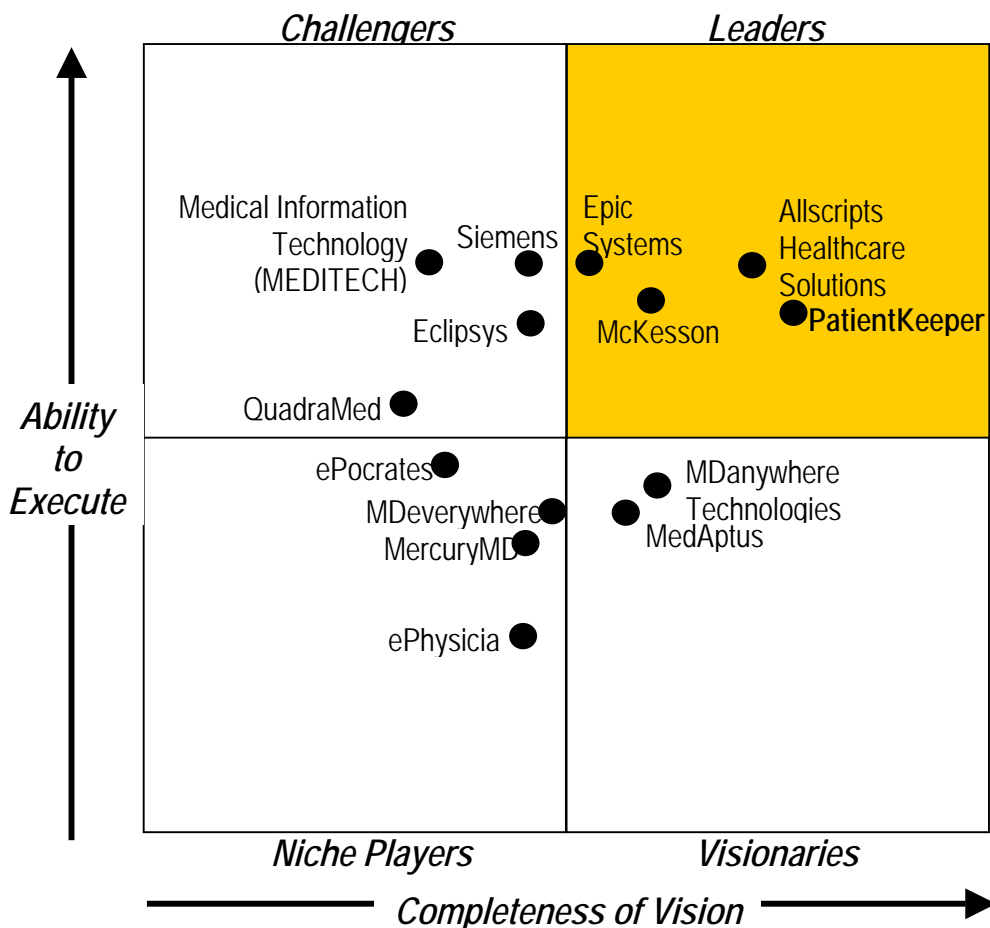 Challengers
Leaders
Medical Information
Technology
(MEDITECH)
Siemens
Epic
Systems
Allscripts
Healthcare
Solutions
PatientKeeper
McKesson
Eclipsys
QuadraMed
Ability
to
Execute
ePocrates
MDeverywhere
MercuryMD
MDanywhere
Technologies
MedAptus
ePhysicia
Niche Players
Visionaries
Completeness of Vision